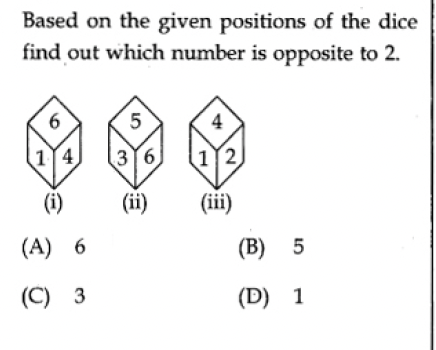 Based on the given positions of the dice
find out which number is opposite to 2.
6 5 4
1 4 3 6 1 2
(i) (ii) (iii)
(A) 6 (B) 5
(C) 3 (D) 1